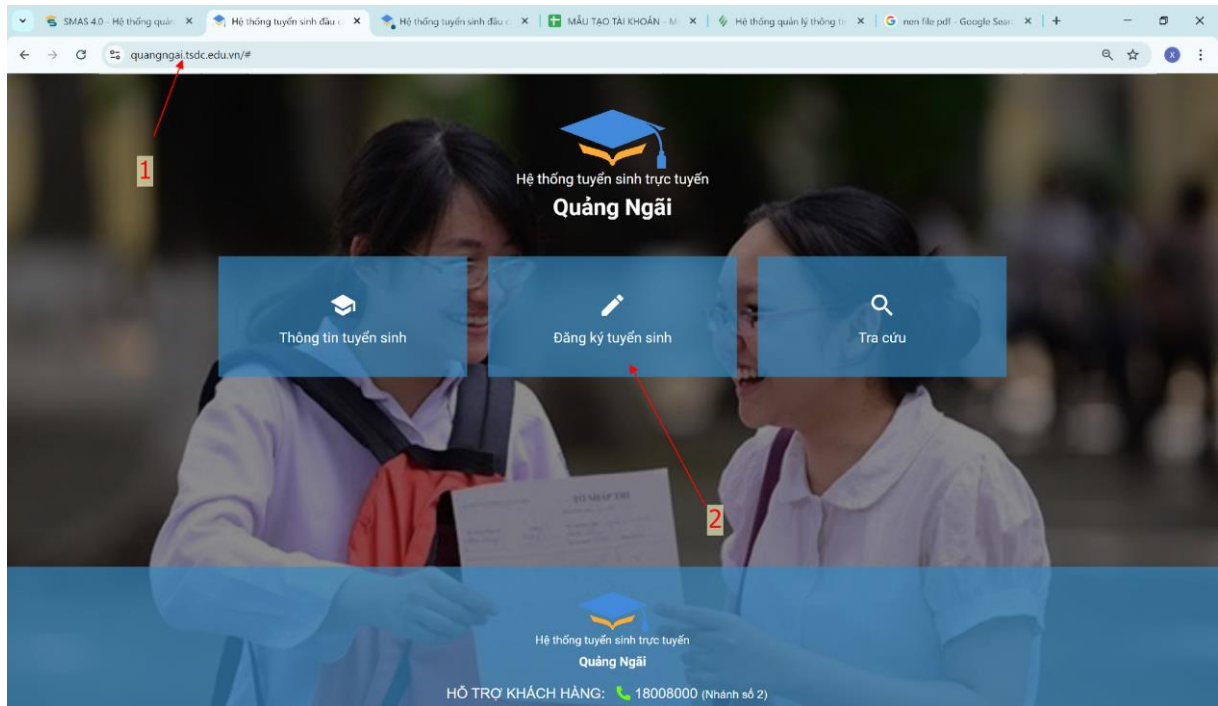 SMAS 4.0 - Hệ thống quản
Hệ thống tuyển sinh đầu c
Hệ thống tuyển sinh đầu c
MẪU TẠO TÀI KHOẢN - M
Hệ thống quản lý thông ti
nen file pdf - Google Sear
quangngai.tsdc.edu.vn/#
X
1
Hệ thống tuyển sinh trực tuyến
Quảng Ngãi
Thông tin tuyển sinh
Đăng ký tuyển sinh
Tra cứu
TỜ NHẬP THI
2
Hệ thống tuyển sinh trực tuyến
Quảng Ngãi
HỖ TRỢ KHÁCH HÀNG: 18008000 (Nhánh số 2)